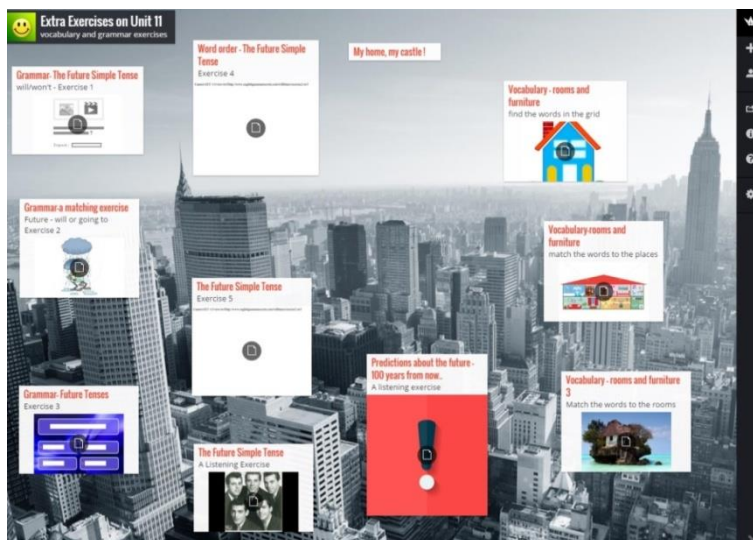 Extra Exercises on Unit 11
vocabulary and grammar exercises
Grammar- The Future Simple Tense
will/won't - Exercise 1
Word order - The Future Simple
Tense
Exercise 4
My home, my castle !
Vocabulary - rooms and
furniture
find the words in the grid
Grammar-a matching exercise
Future - will or going to
Exercise 2
Vocabulary-rooms and
furniture
match the words to the places
The Future Simple Tense
Exercise 5
Predictions about the future -
100 years from now..
A listening exercise
Vocabulary - rooms and furniture
3
Match the words to the rooms
Grammar- Future Tenses
Exercise 3
The Future Simple Tense
A Listening Exercise